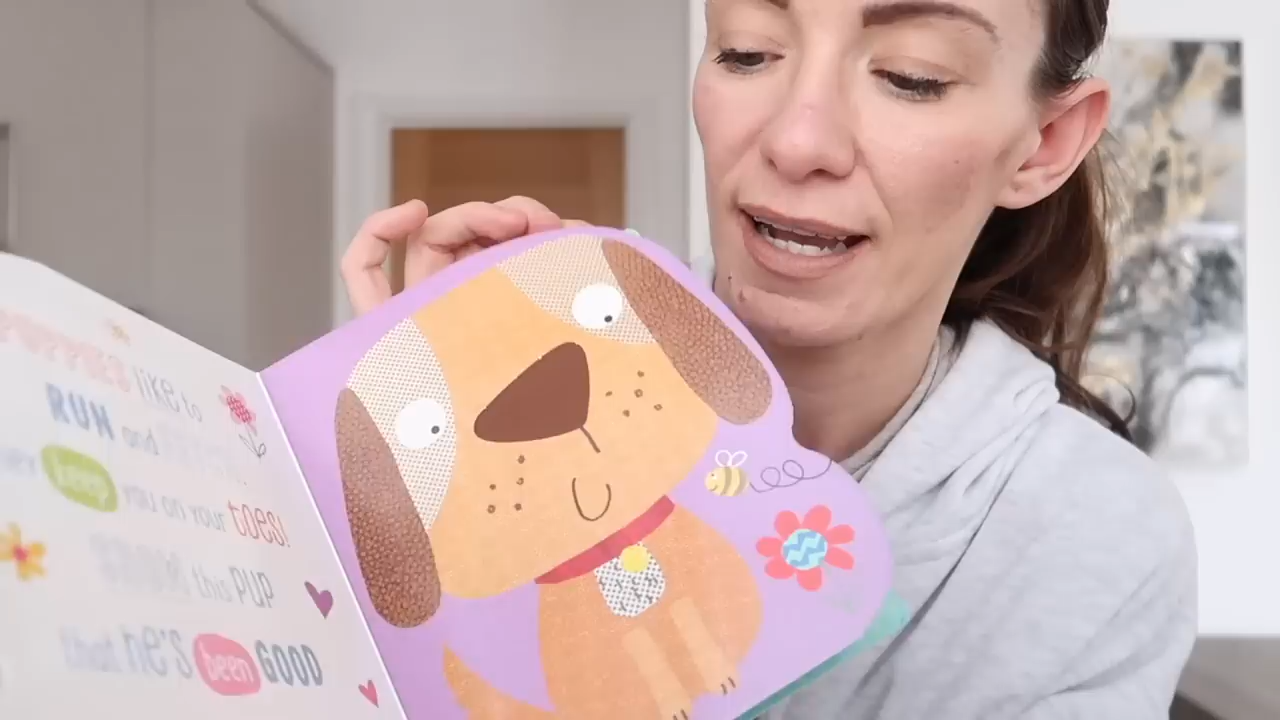 PUPPIES like to
RUN and
keep you on your toes!
this PUP
that he's been GOOD